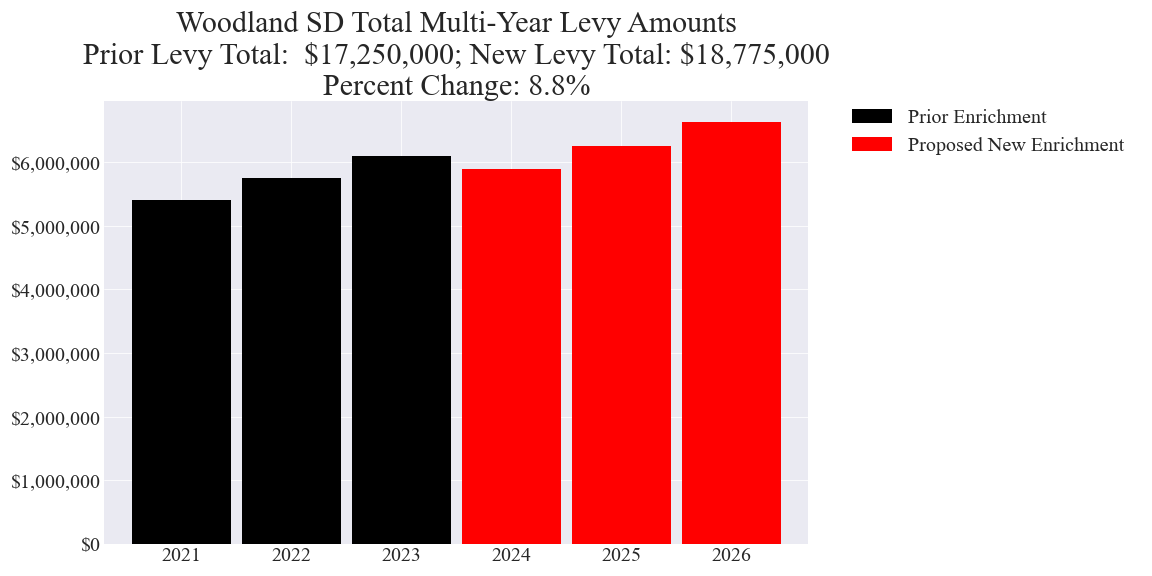 Woodland SD Total Multi-Year Levy Amounts
Prior Levy Total:  $17,250,000; New Levy Total: $18,775,000
Percent Change: 8.8%
Prior Enrichment
Proposed New Enrichment
$6,000,000
$5,000,000
$4,000,000
$3,000,000
$2,000,000
$1,000,000
$0
2021 2022 2023 2024 2025 2026